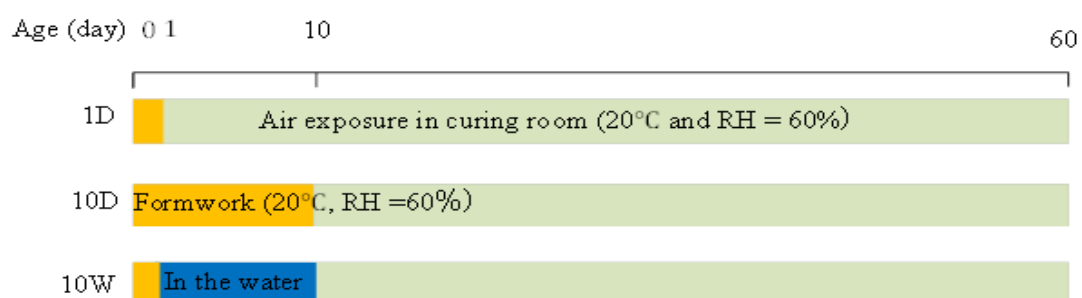 Age (day) 0 1 10 60
1D Air exposure in curing room (20°C and RH = 60%)
10D Formwork (20°C, RH =60%)
10W In the water